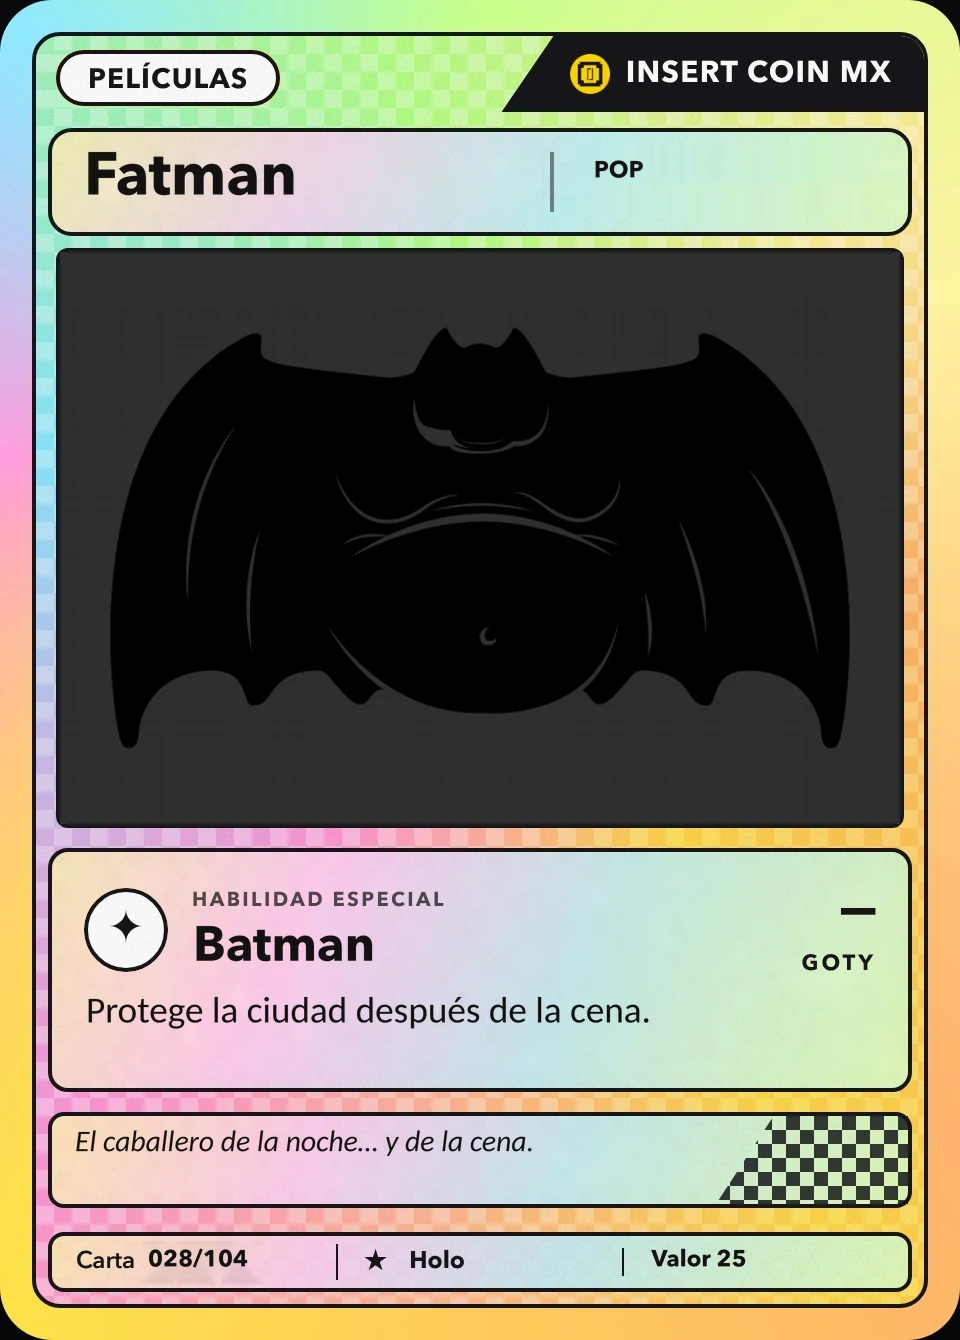 PELÍCULAS
INSERT COIN MX
Fatman
POP
HABILIDAD ESPECIAL
Batman
—
GOTY
Protege la ciudad después de la cena.
El caballero de la noche... y de la cena.
Carta 028/104
★ Holo
Valor 25